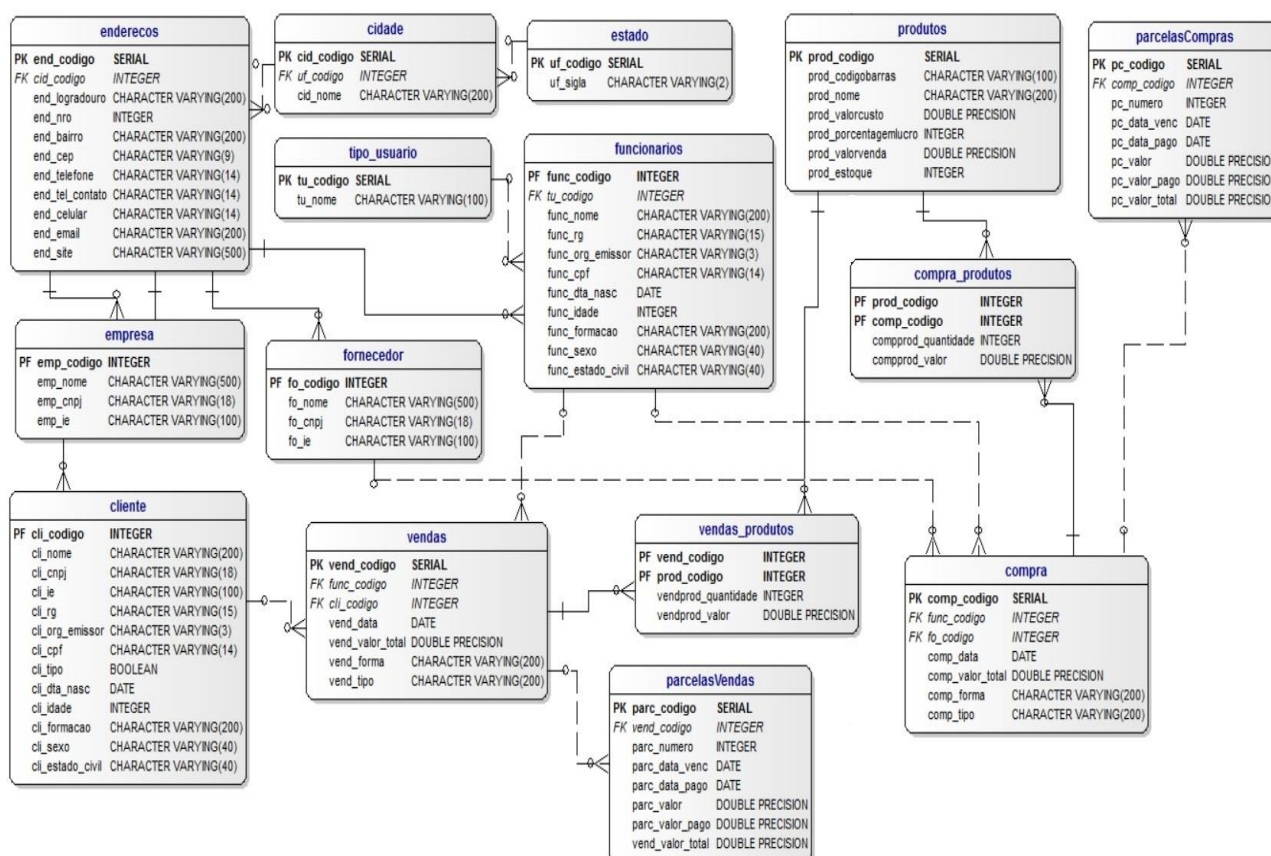 enderecos
PK end_codigo SERIAL
FK cid_codigo INTEGER
end_logradouro CHARACTER VARYING(200)
end_nro INTEGER
end_bairro CHARACTER VARYING(200)
end_cep CHARACTER VARYING(9)
end_telefone CHARACTER VARYING(14)
end_tel_contato CHARACTER VARYING(14)
end_celular CHARACTER VARYING(14)
end_email CHARACTER VARYING(200)
end_site CHARACTER VARYING(500)
cidade
PK cid_codigo SERIAL
FK uf_codigo INTEGER
cid_nome CHARACTER VARYING(200)
estado
PK uf_codigo SERIAL
uf_sigla CHARACTER VARYING(2)
produtos
PK prod_codigo SERIAL
prod_codigobarras CHARACTER VARYING(100)
prod_nome CHARACTER VARYING(200)
prod_valorcusto DOUBLE PRECISION
prod_porcentagemlucro INTEGER
prod_valorvenda DOUBLE PRECISION
prod_estoque INTEGER
parcelasCompras
PK pc_codigo SERIAL
FK comp_codigo INTEGER
pc_numero INTEGER
pc_data_venc DATE
pc_data_pago DATE
pc_valor DOUBLE PRECISION
pc_valor_pago DOUBLE PRECISION
pc_valor_total DOUBLE PRECISION
tipo_usuario
PK tu_codigo SERIAL
tu_nome CHARACTER VARYING(100)
funcionarios
PF func_codigo INTEGER
FK tu_codigo INTEGER
func_nome CHARACTER VARYING(200)
func_rg CHARACTER VARYING(15)
func_org_emissor CHARACTER VARYING(3)
func_cpf CHARACTER VARYING(14)
func_dta_nasc DATE
func_idade INTEGER
func_formacao CHARACTER VARYING(200)
func_sexo CHARACTER VARYING(40)
func_estado_civil CHARACTER VARYING(40)
compra_produtos
PF prod_codigo INTEGER
PF comp_codigo INTEGER
compprod_quantidade INTEGER
compprod_valor DOUBLE PRECISION
empresa
PF emp_codigo INTEGER
emp_nome CHARACTER VARYING(500)
emp_cnpj CHARACTER VARYING(18)
emp_ie CHARACTER VARYING(100)
fornecedor
PF fo_codigo INTEGER
fo_nome CHARACTER VARYING(500)
fo_cnpj CHARACTER VARYING(18)
fo_ie CHARACTER VARYING(100)
cliente
PF cli_codigo INTEGER
cli_nome CHARACTER VARYING(200)
cli_cnpj CHARACTER VARYING(18)
cli_ie CHARACTER VARYING(100)
cli_rg CHARACTER VARYING(15)
cli_org_emissor CHARACTER VARYING(3)
cli_cpf CHARACTER VARYING(14)
cli_tipo BOOLEAN
cli_dta_nasc DATE
cli_idade INTEGER
cli_formacao CHARACTER VARYING(200)
cli_sexo CHARACTER VARYING(40)
cli_estado_civil CHARACTER VARYING(40)
vendas
PK vend_codigo SERIAL
FK func_codigo INTEGER
FK cli_codigo INTEGER
vend_data DATE
vend_valor_total DOUBLE PRECISION
vend_forma CHARACTER VARYING(200)
vend_tipo CHARACTER VARYING(200)
vendas_produtos
PF vend_codigo INTEGER
PF prod_codigo INTEGER
vendprod_quantidade INTEGER
vendprod_valor DOUBLE PRECISION
compra
PK comp_codigo SERIAL
FK func_codigo INTEGER
FK fo_codigo INTEGER
comp_data DATE
comp_valor_total DOUBLE PRECISION
comp_forma CHARACTER VARYING(200)
comp_tipo CHARACTER VARYING(200)
parcelasVendas
PK parc_codigo SERIAL
FK vend_codigo INTEGER
parc_numero INTEGER
parc_data_venc DATE
parc_data_pago DATE
parc_valor DOUBLE PRECISION
parc_valor_pago DOUBLE PRECISION
vend_valor_total DOUBLE PRECISION